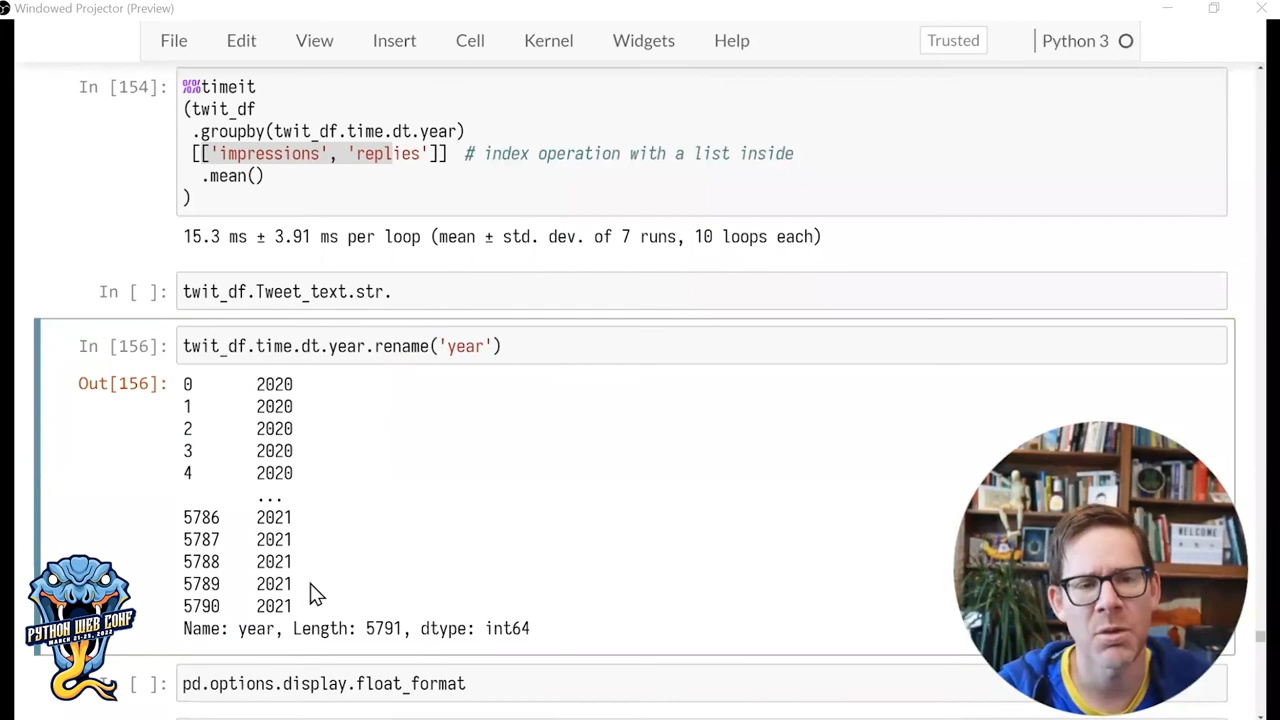 Windowed Projector (Preview)
File Edit View Insert Cell Kernel Widgets Help Trusted Python 3
In [154]: %%timeit
(twit_df
.groupby(twit_df.time.dt.year)
[['impressions', 'replies']] # index operation with a list inside
.mean()
)
15.3 ms ± 3.91 ms per loop (mean ± std. dev. of 7 runs, 10 loops each)
In [ ]: twit_df.Tweet_text.str.
In [156]: twit_df.time.dt.year.rename('year')
Out[156]: 0 2020
1 2020
2 2020
3 2020
4 2020
...
5786 2021
5787 2021
5788 2021
5789 2021
5790 2021
Name: year, Length: 5791, dtype: int64
[ ]: pd.options.display.float_format
PYTHON WEB CONF
MARCH 21-25, 2022
WELCOME